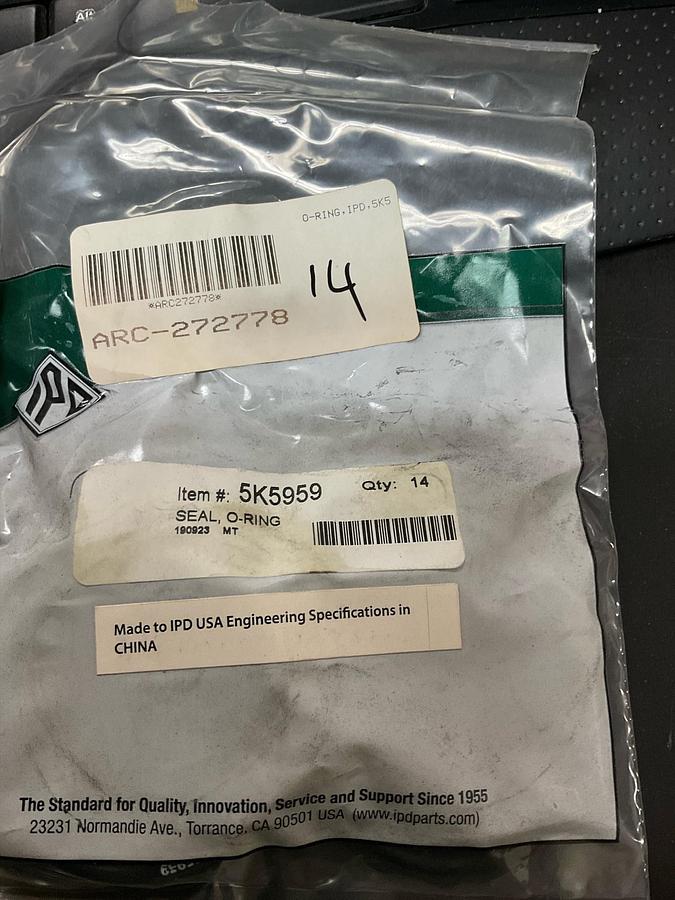 O-RING,IPD,5K5
*ARC272778*
14
ARC-272778
IPD
Item #: 5K5959 Qty: 14
SEAL, O-RING
190923 MT
Made to IPD USA Engineering Specifications in
CHINA
The Standard for Quality, Innovation, Service and Support Since 1955
23231 Normandie Ave., Torrance, CA 90501 USA (www.ipdparts.com)